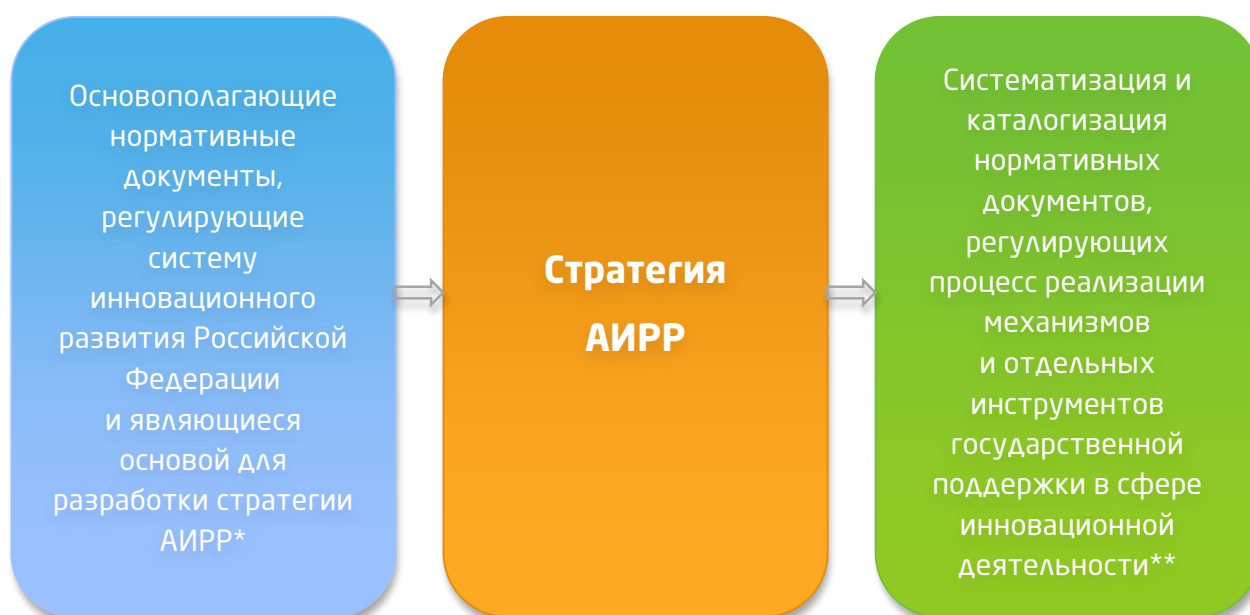 Основополагающие
нормативные
документы,
регулирующие
систему
инновационного
развития Российской
Федерации
и являющиеся
основой для
разработки стратегии
АИРР*
Стратегия
АИРР
Систематизация и
каталогизация
нормативных
документов,
регулирующих
процесс реализации
механизмов
и отдельных
инструментов
государственной
поддержки в сфере
инновационной
деятельности**